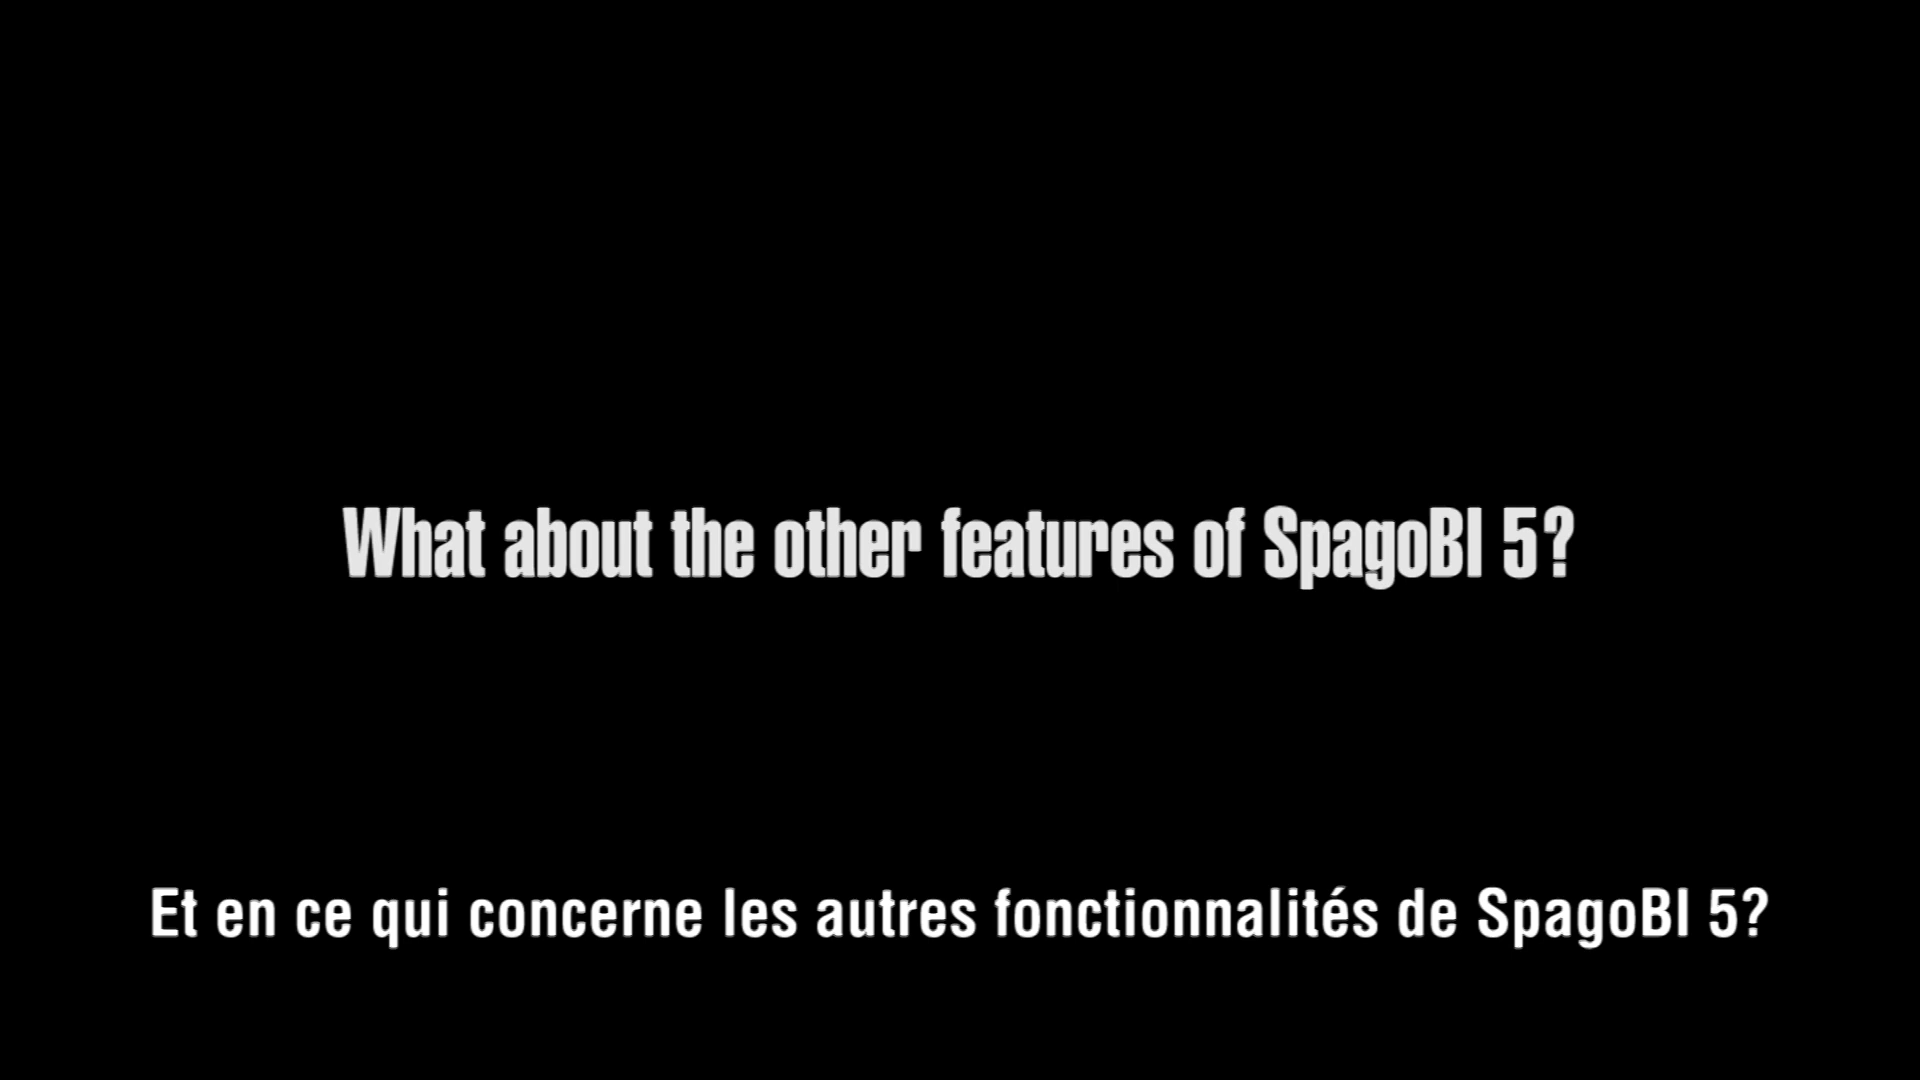 What about the other features of SpagoBI 5?
Et en ce qui concerne les autres fonctionnalités de SpagoBI 5?